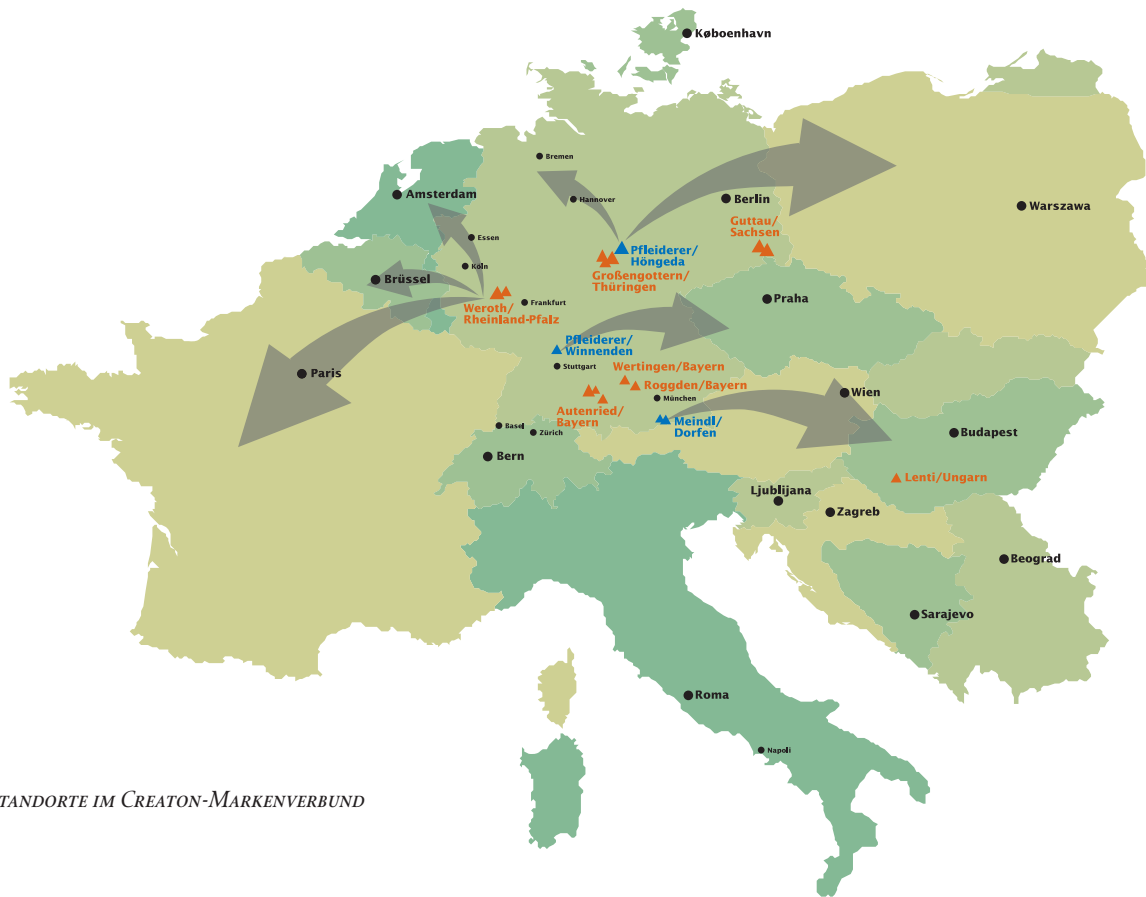 Køboenhavn
Bremen
Amsterdam
Hannover
Berlin
Warszawa
Guttau/
Sachsen
Essen
Pfleiderer/
Höngeda
Köln
Großengottern/
Thüringen
Brüssel
Weroth/
Rheinland-Pfalz
Frankfurt
Praha
Pfleiderer/
Winnenden
Stuttgart
Paris
Wertingen/Bayern
Roggden/Bayern
München
Wien
Autenried/
Bayern
Meindl/
Dorfen
Basel
Zürich
Budapest
Bern
Lenti/Ungarn
Ljublijana
Zagreb
Beograd
Sarajevo
Roma
Napoli
TANDORTE IM CREATON-MARKENVERBUND